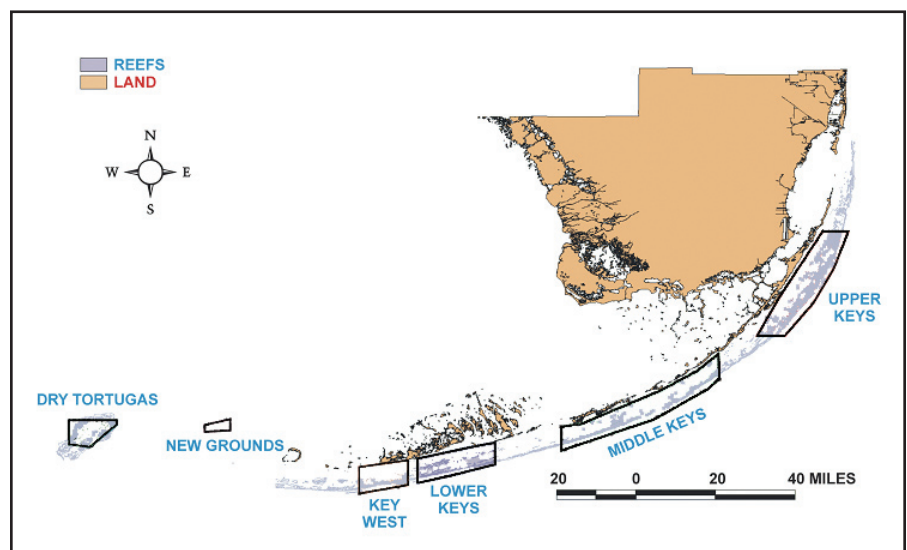 REEFS
LAND
N
W E
S
UPPER
KEYS
DRY TORTUGAS
NEW GROUNDS
MIDDLE KEYS
KEY
WEST
LOWER
KEYS
20 0 20 40 MILES